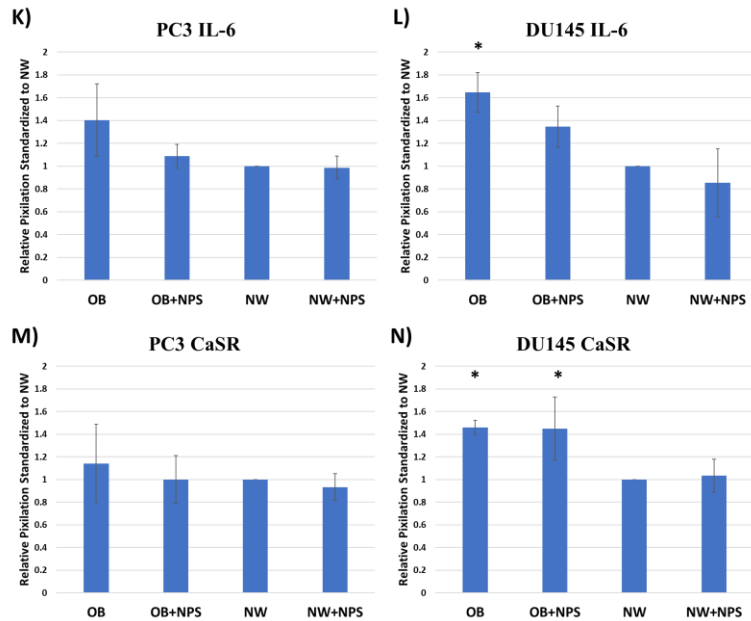 K)
PC3 IL-6
Relative Pixilation Standardized to NW
2
1.8
1.6
1.4
1.2
1
0.8
0.6
0.4
0.2
0
OB OB+NPS NW NW+NPS
L)
DU145 IL-6
Relative Pixilation Standardized to NW
2
1.8
1.6
1.4
1.2
1
0.8
0.6
0.4
0.2
0
*
OB OB+NPS NW NW+NPS
M)
PC3 CaSR
Relative Pixilation Standardized to NW
2
1.8
1.6
1.4
1.2
1
0.8
0.6
0.4
0.2
0
OB OB+NPS NW NW+NPS
N)
DU145 CaSR
Relative Pixilation Standardized to NW
2
1.8
1.6
1.4
1.2
1
0.8
0.6
0.4
0.2
0
* *
OB OB+NPS NW NW+NPS